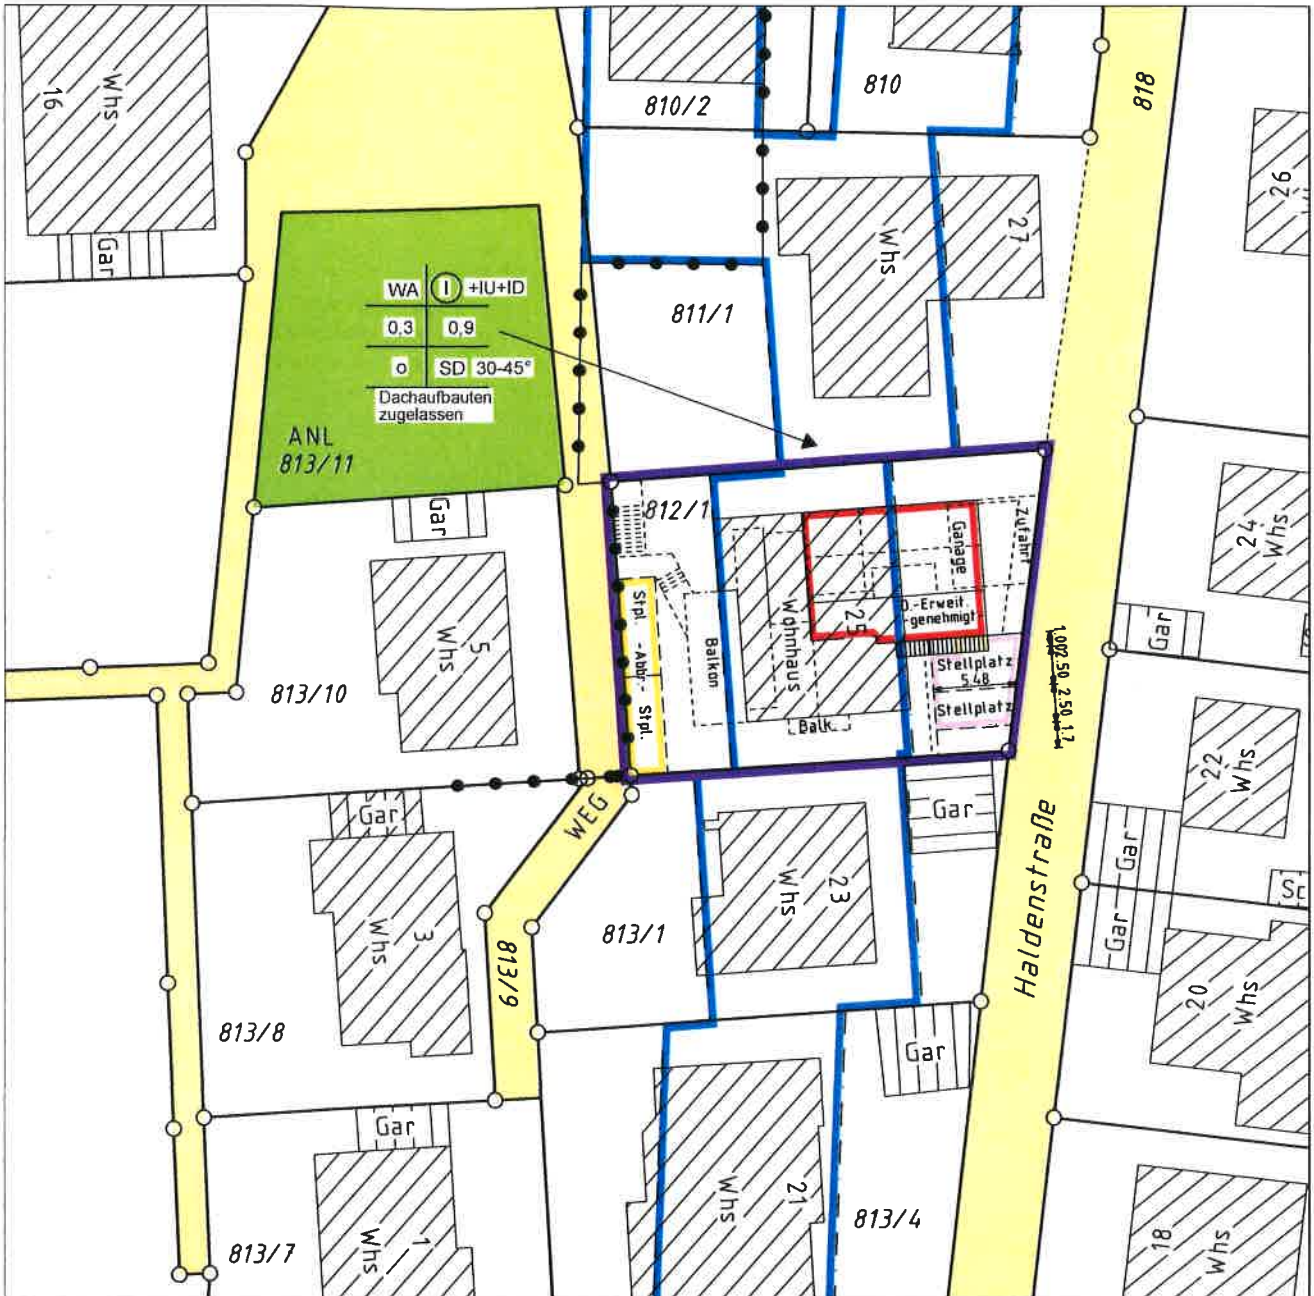 16
Whs
Gar
810/2
810
818
26
27
Whs
811/1
WA I +IU+ID
0,3 0,9
o SD 30-45°
Dachaufbauten
zugelassen
ANL
813/11
Gar
5
Whs
813/10
812/1
Stpl
-Abbr.-
Stpl.
Balkon
Wohnhaus
25
Balk.
Garage
Zufahrt
-genehmigt-
Stellplatz
5.48
Stellplatz
24
Whs
Gar
22
Whs
Gar
Gar
20
Whs
18
Whs
Haldenstraße
Gar
23
Whs
813/1
WEG
813/9
Gar
3
Whs
813/8
Gar
21
Whs
813/4
Gar
1
Whs
813/7